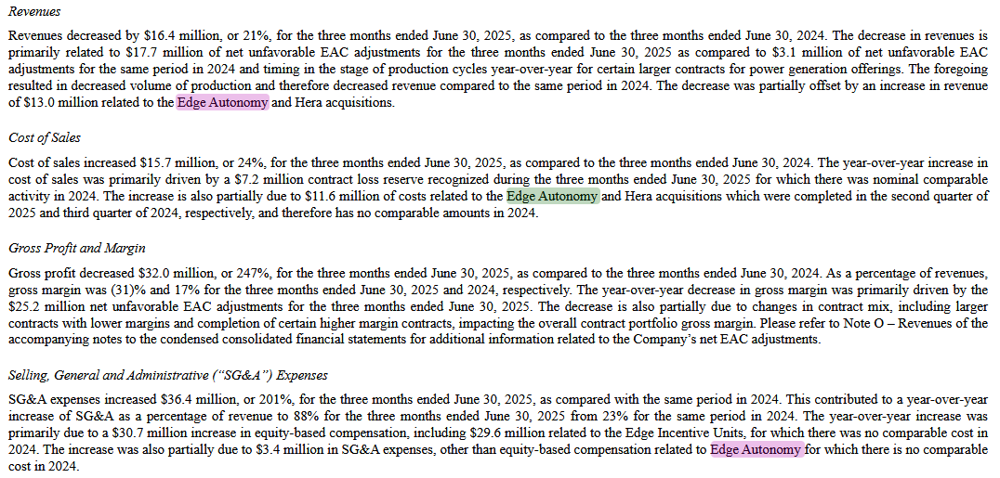 Revenues
Revenues decreased by $16.4 million, or 21%, for the three months ended June 30, 2025, as compared to the three months ended June 30, 2024. The decrease in revenues is
primarily related to $17.7 million of net unfavorable EAC adjustments for the three months ended June 30, 2025 as compared to $3.1 million of net unfavorable EAC
adjustments for the same period in 2024 and timing in the stage of production cycles year-over-year for certain larger contracts for power generation offerings. The foregoing
resulted in decreased volume of production and therefore decreased revenue compared to the same period in 2024. The decrease was partially offset by an increase in revenue
of $13.0 million related to the Edge Autonomy and Hera acquisitions.
Cost of Sales
Cost of sales increased $15.7 million, or 24%, for the three months ended June 30, 2025, as compared to the three months ended June 30, 2024. The year-over-year increase in
cost of sales was primarily driven by a $7.2 million contract loss reserve recognized during the three months ended June 30, 2025 for which there was nominal comparable
activity in 2024. The increase is also partially due to $11.6 million of costs related to the Edge Autonomy and Hera acquisitions which were completed in the second quarter of
2025 and third quarter of 2024, respectively, and therefore has no comparable amounts in 2024.
Gross Profit and Margin
Gross profit decreased $32.0 million, or 247%, for the three months ended June 30, 2025, as compared to the three months ended June 30, 2024. As a percentage of revenues,
gross margin was (31)% and 17% for the three months ended June 30, 2025 and 2024, respectively. The year-over-year decrease in gross margin was primarily driven by the
$25.2 million net unfavorable EAC adjustments for the three months ended June 30, 2025. The decrease is also partially due to changes in contract mix, including larger
contracts with lower margins and completion of certain higher margin contracts, impacting the overall contract portfolio gross margin. Please refer to Note O – Revenues of the
accompanying notes to the condensed consolidated financial statements for additional information related to the Company’s net EAC adjustments.
Selling, General and Administrative (“SG&A”) Expenses
SG&A expenses increased $36.4 million, or 201%, for the three months ended June 30, 2025, as compared with the same period in 2024. This contributed to a year-over-year
increase of SG&A as a percentage of revenue to 88% for the three months ended June 30, 2025 from 23% for the same period in 2024. The year-over-year increase was
primarily due to a $30.7 million increase in equity-based compensation, including $29.6 million related to the Edge Incentive Units, for which there was no comparable cost in
2024. The increase was also partially due to $3.4 million in SG&A expenses, other than equity-based compensation related to Edge Autonomy for which there is no comparable
cost in 2024.